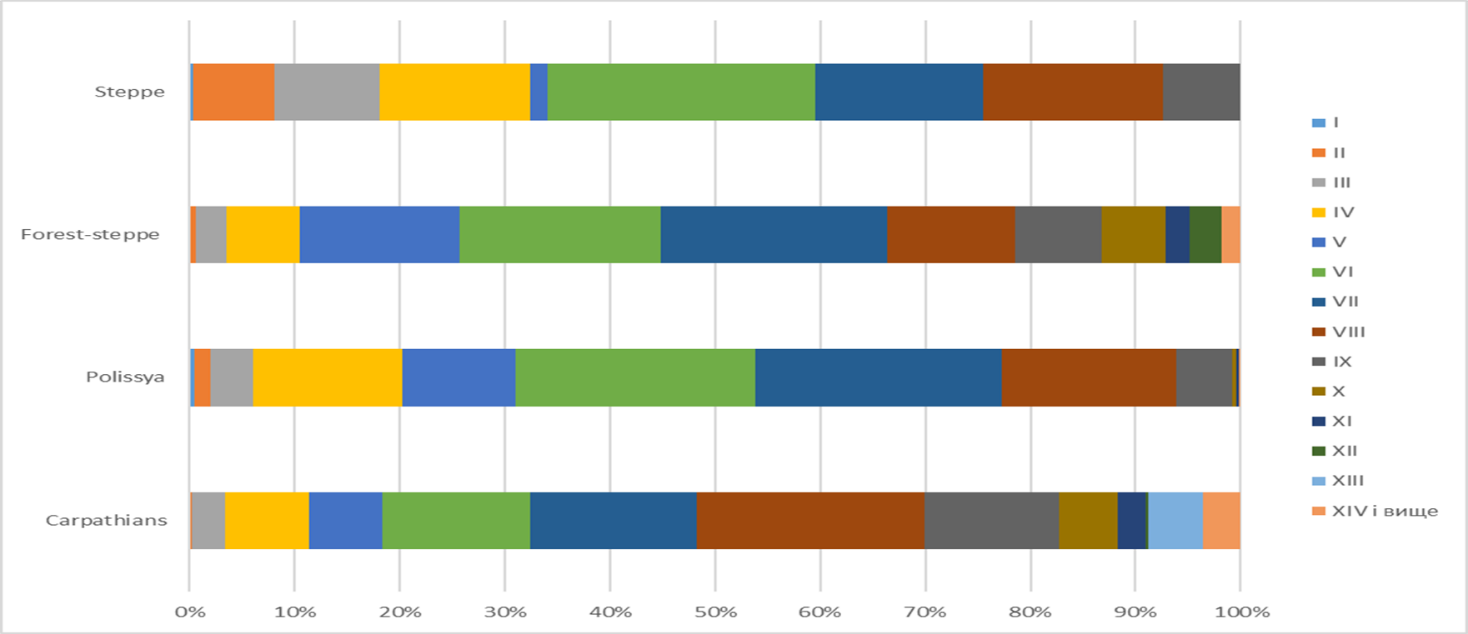 Steppe
Forest-steppe
Polissya
Carpathians
0% 10% 20% 30% 40% 50% 60% 70% 80% 90% 100%
I
II
III
IV
V
VI
VII
VIII
IX
X
XI
XII
XIII
XIV і вище